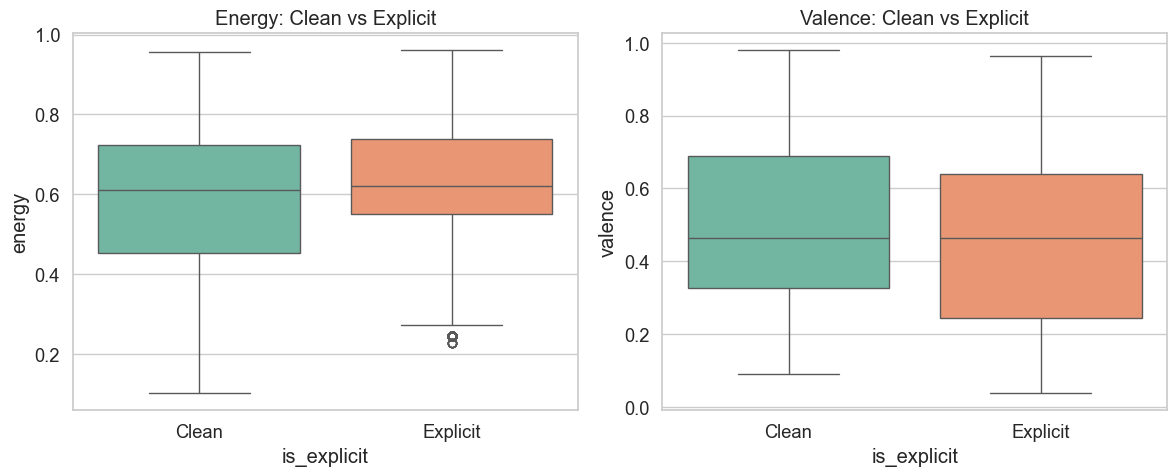 Energy: Clean vs Explicit
1.0
0.8
0.6
0.4
0.2
energy
Clean
Explicit
is_explicit
Valence: Clean vs Explicit
1.0
0.8
0.6
0.4
0.2
0.0
valence
Clean
Explicit
is_explicit